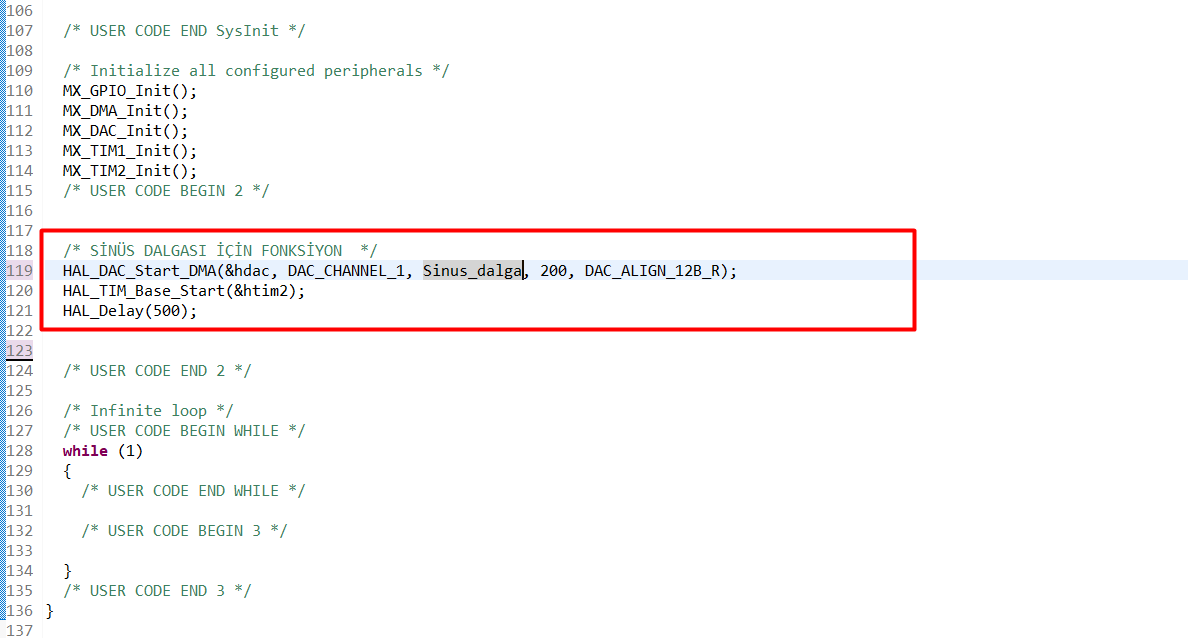 106
107 /* USER CODE END SysInit */
108
109 /* Initialize all configured peripherals */
110 MX_GPIO_Init();
111 MX_DMA_Init();
112 MX_DAC_Init();
113 MX_TIM1_Init();
114 MX_TIM2_Init();
115 /* USER CODE BEGIN 2 */
116
117
118 /* SİNÜS DALGASI İÇİN FONKSİYON  */
119 HAL_DAC_Start_DMA(&hdac, DAC_CHANNEL_1, Sinus_dalga, 200, DAC_ALIGN_12B_R);
120 HAL_TIM_Base_Start(&htim2);
121 HAL_Delay(500);
122
123
124 /* USER CODE END 2 */
125
126 /* Infinite loop */
127 /* USER CODE BEGIN WHILE */
128 while (1)
129 {
130 /* USER CODE END WHILE */
131
132 /* USER CODE BEGIN 3 */
133
134 }
135 /* USER CODE END 3 */
136 }
137